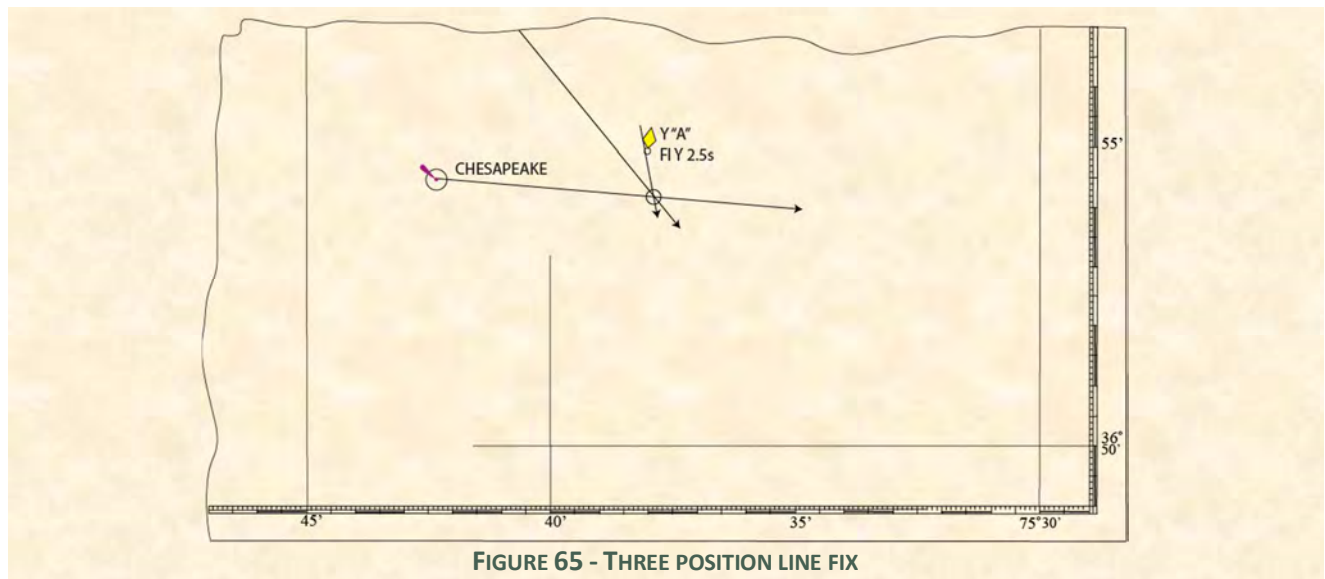 Y "A"
Fl Y 2.5s
CHESAPEAKE
55'
36°
50'
45'
40'
35'
75°30'
FIGURE 65 - THREE POSITION LINE FIX